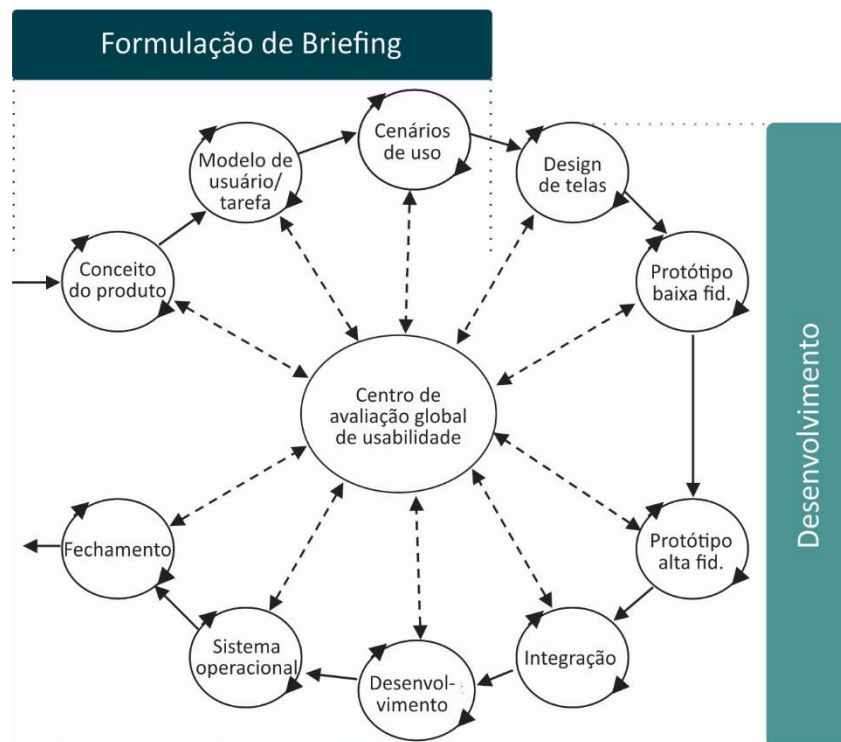 Formulação de Briefing
Cenários
de uso
Modelo de
usuário/
tarefa
Design
de telas
Conceito
do produto
Protótipo
baixa fid.
Centro de
avaliação global
de usabilidade
Desenvolvimento
Fechamento
Protótipo
alta fid.
Sistema
operacional
Integração
Desenvol-
vimento